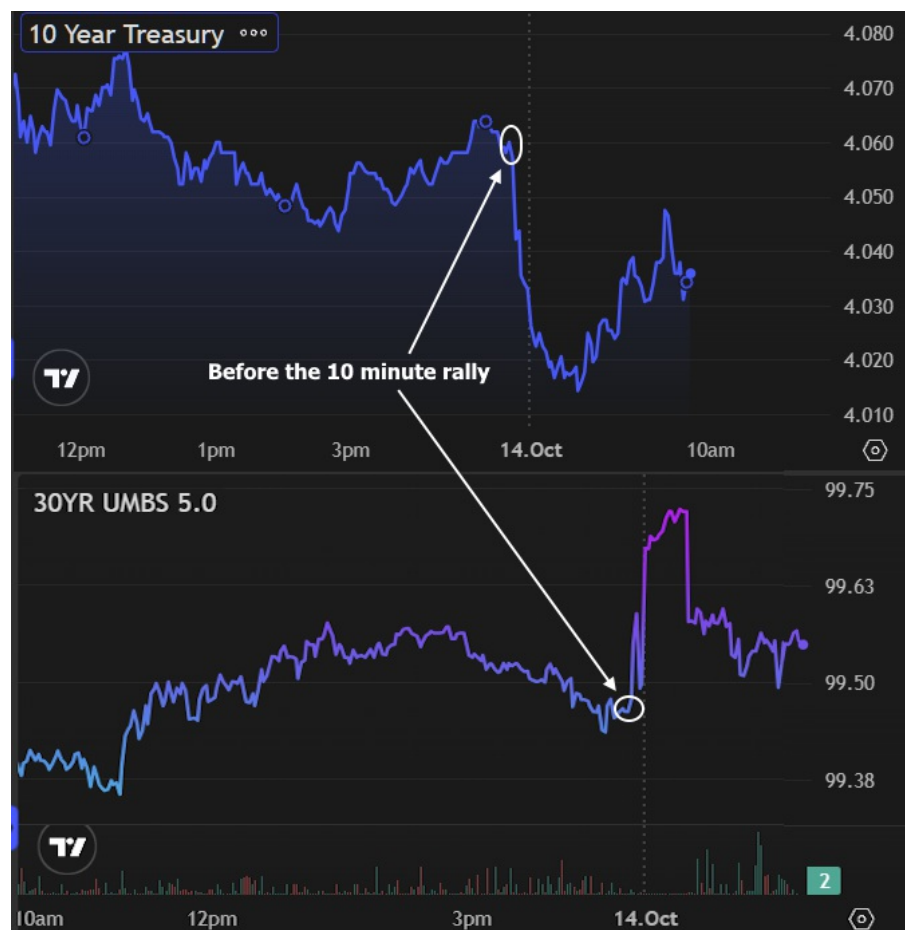 10 Year Treasury
4.080
4.070
4.060
4.050
4.040
4.030
Before the 10 minute rally
4.020
4.010
12pm 1pm 3pm 14.Oct 10am
30YR UMBS 5.0
99.75
99.63
99.50
99.38
2
10am 12pm 3pm 14.Oct